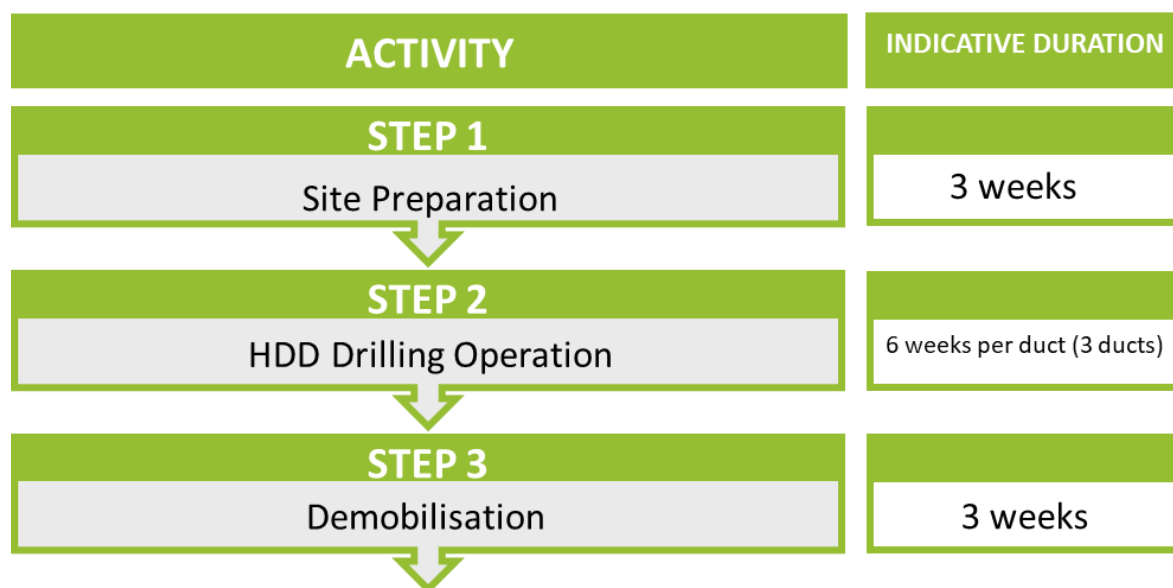 ACTIVITY
INDICATIVE DURATION
STEP 1
Site Preparation
3 weeks
STEP 2
HDD Drilling Operation
6 weeks per duct (3 ducts)
STEP 3
Demobilisation
3 weeks